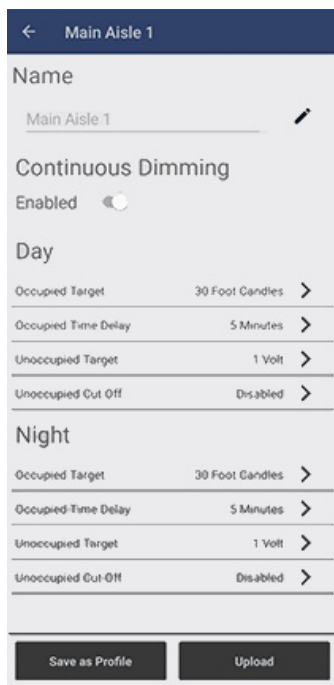 Main Aisle 1
Name
Main Aisle 1
Continuous Dimming
Enabled
Day
Occupied Target 30 Foot Candles
Occupied Time Delay 5 Minutes
Unoccupied Target 1 Volt
Unoccupied Cut Off Disabled
Night
Occupied Target 30 Foot Candles
Occupied Time Delay 5 Minutes
Unoccupied Target 1 Volt
Unoccupied Cut-Off Disabled
Save as Profile Upload